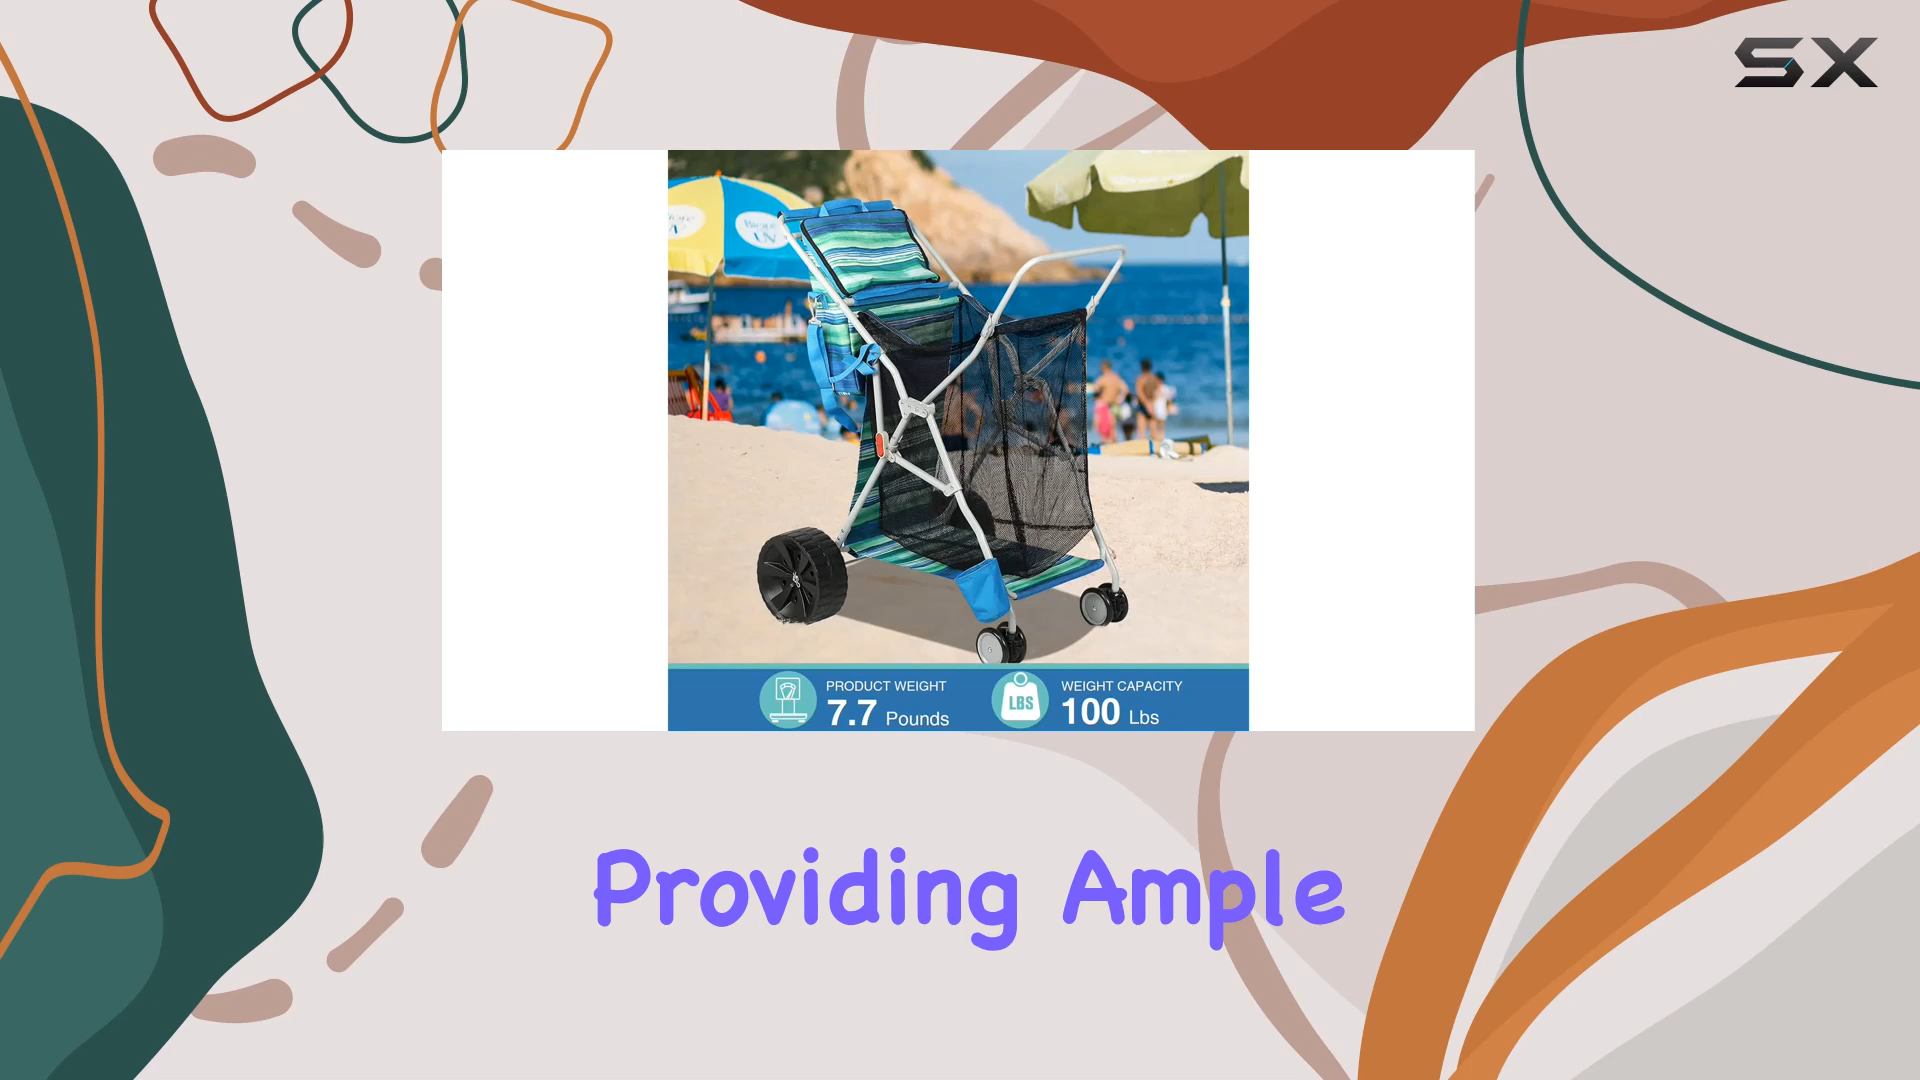 SX
PRODUCT WEIGHT
7.7 Pounds
WEIGHT CAPACITY
100 Lbs
LBS
Providing Ample